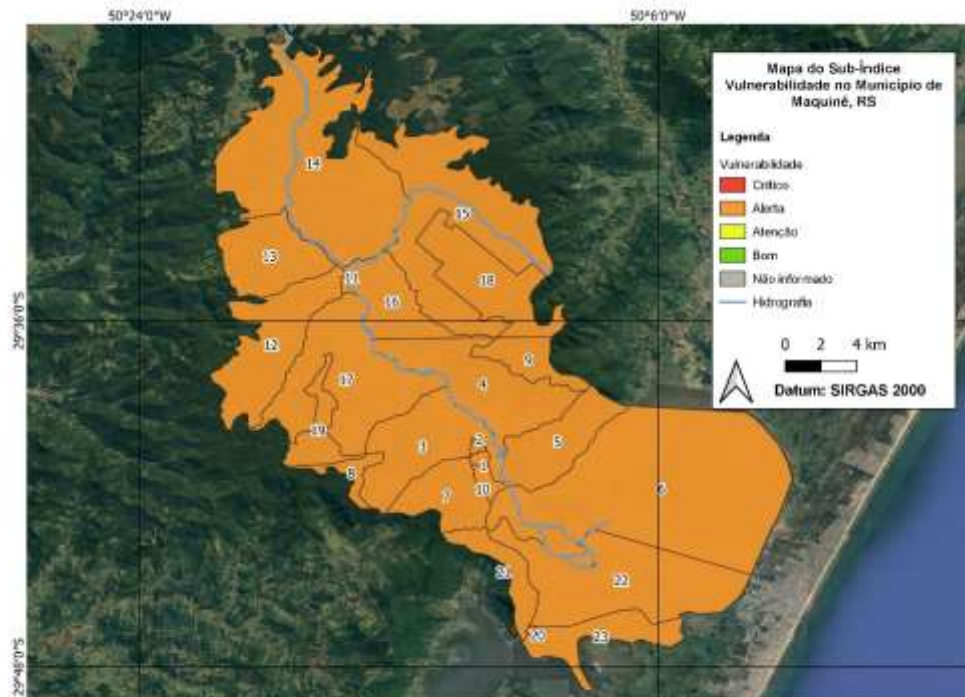 50°24'0"W
50°6'0"W
Mapa do Sub-Índice
Vulnerabilidade no Município de
Maquiné, RS
Legenda
Vulnerabilidade
Crítico
Alerta
Atenção
Bom
Não informado
Hidrografia
0 2 4 km
Datum: SIRGAS 2000
29°36'0"S
29°48'0"S
14
15
13
11
18
16
12
9
17
4
19
3
2
5
8
1
7
10
6
21
22
20
23